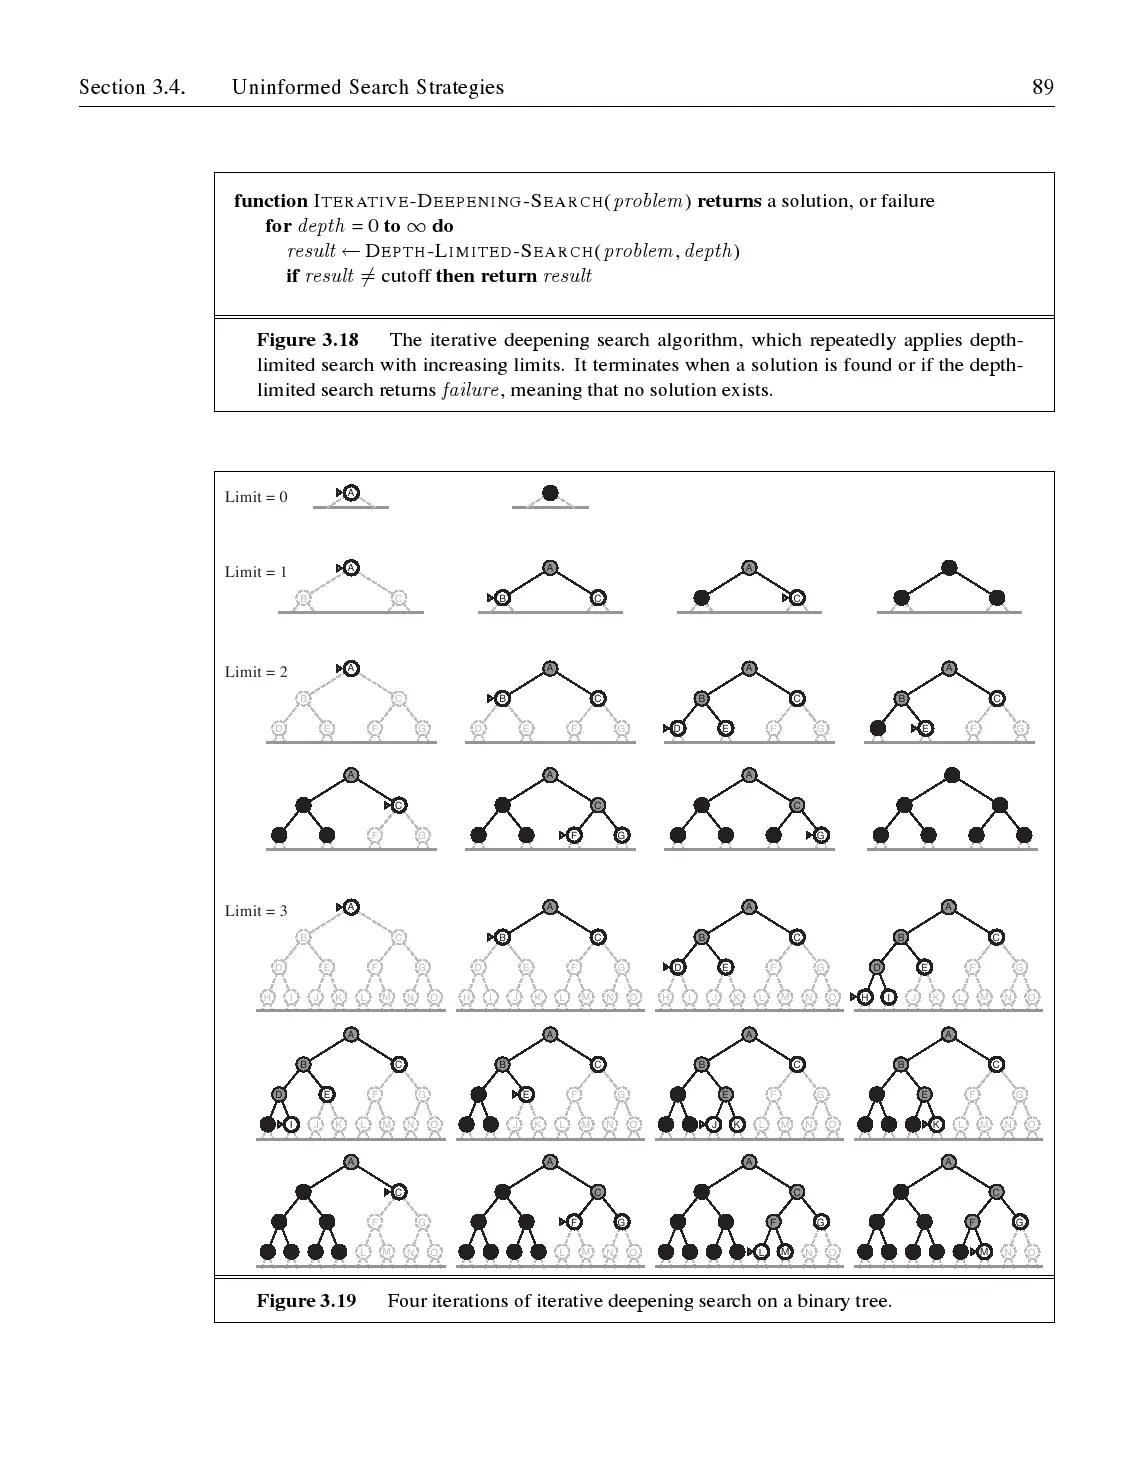 Section 3.4. Uninformed Search Strategies 89
function ITERATIVE-DEEPENING-SEARCH(problem) returns a solution, or failure
for depth = 0 to ∞ do
result ← DEPTH-LIMITED-SEARCH(problem, depth)
if result ≠ cutoff then return result
Figure 3.18 The iterative deepening search algorithm, which repeatedly applies depth-
limited search with increasing limits. It terminates when a solution is found or if the depth-
limited search returns failure, meaning that no solution exists.
Limit = 0 A
Limit = 1 A A A
B C B C C
Limit = 2 A A A A
B C B C B C B C
D E F G D E F G D E F G E F G
A A A
C C C
F G F G G
Limit = 3 A A A A
B C B C B C B C
D E F G D E F G D E F G D E F G
H I J K L M N O H I J K L M N O H I J K L M N O H I J K L M N O
A A A A
B C B C B C B C
D E F G E F G E F G E F G
I J K L M N O J K L M N O J K L M N O K L M N O
A A A A
C C C C
F G F G F G F G
L M N O L M N O L M N O M N O
Figure 3.19 Four iterations of iterative deepening search on a binary tree.